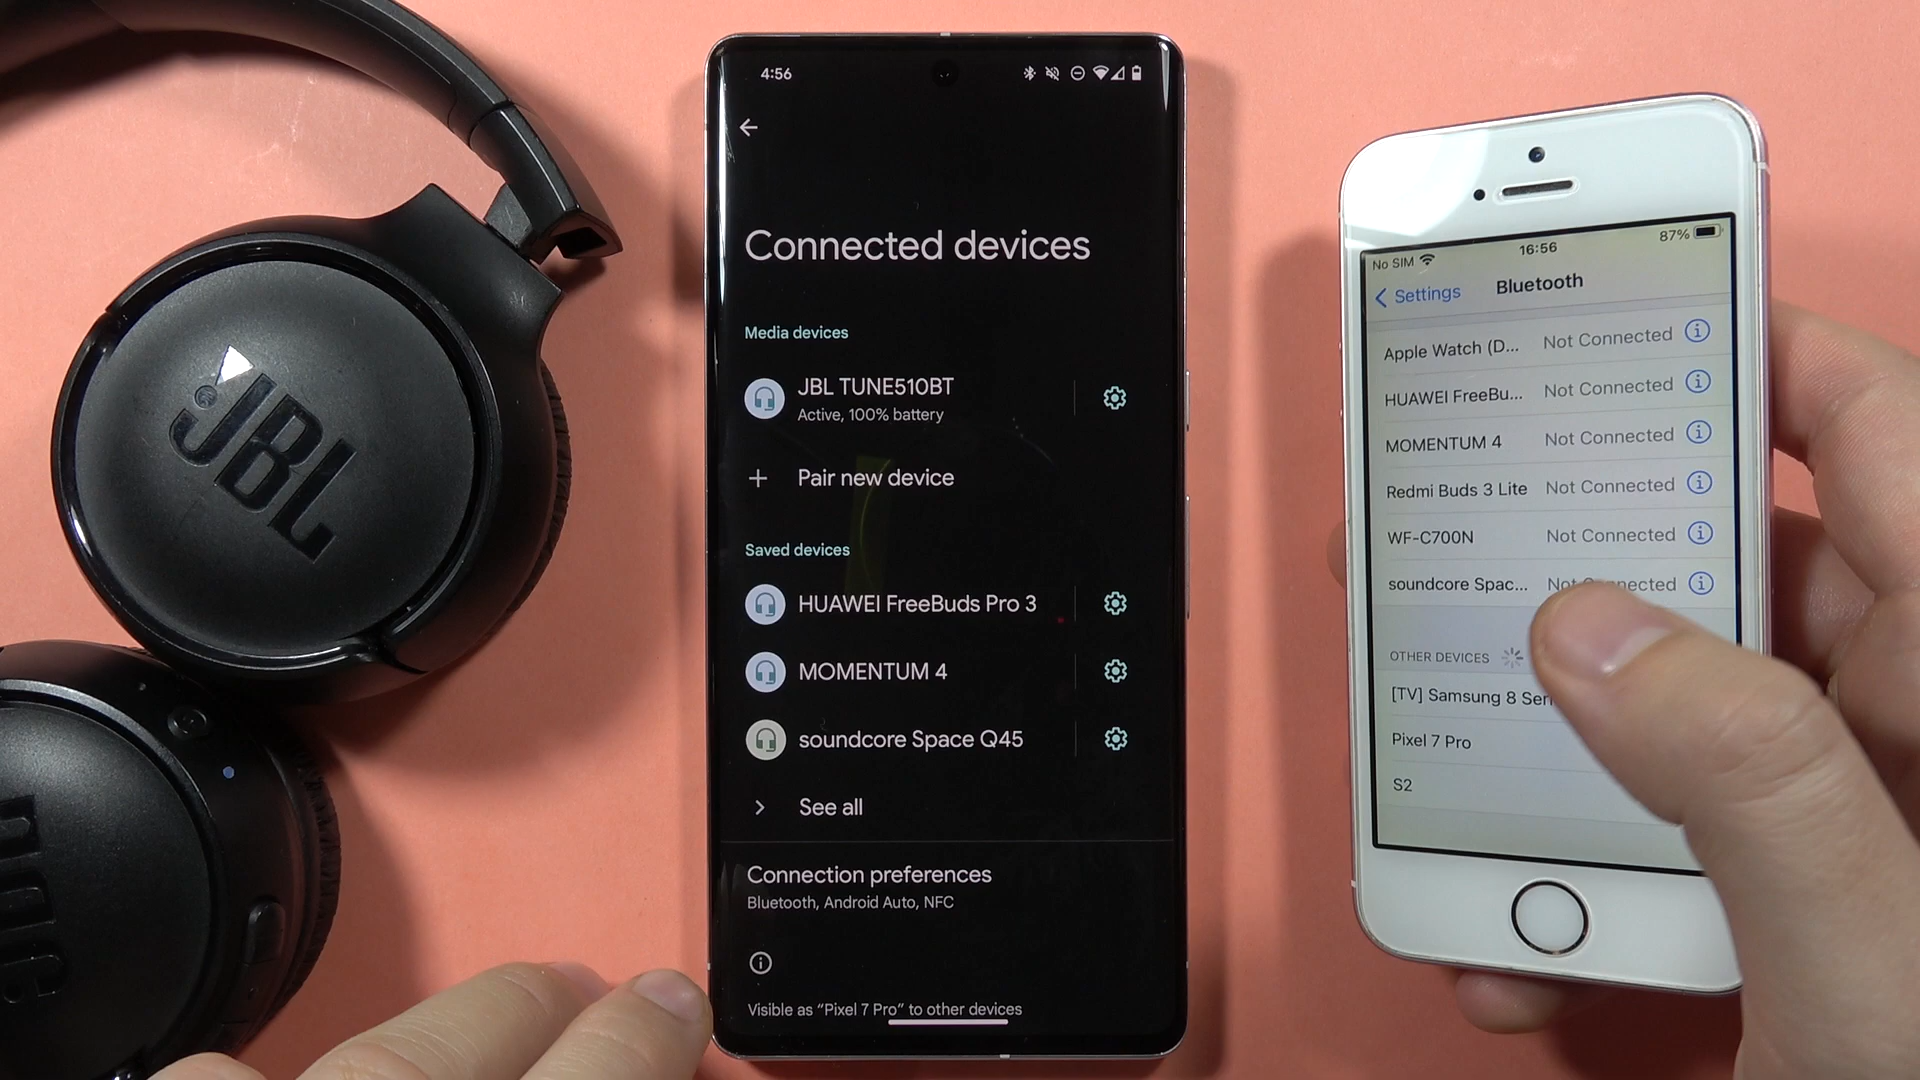 JBL
JBL
4:56
Connected devices
Media devices
JBL TUNE510BT
Active, 100% battery
Pair new device
Saved devices
HUAWEI FreeBuds Pro 3
MOMENTUM 4
soundcore Space Q45
See all
Connection preferences
Bluetooth, Android Auto, NFC
Visible as “Pixel 7 Pro” to other devices
No SIM 16:56 87%
Settings Bluetooth
Apple Watch (D... Not Connected
HUAWEI FreeBu... Not Connected
MOMENTUM 4 Not Connected
Redmi Buds 3 Lite Not Connected
WF-C700N Not Connected
soundcore Spac... Not Connected
OTHER DEVICES
[TV] Samsung 8 Ser
Pixel 7 Pro
S2